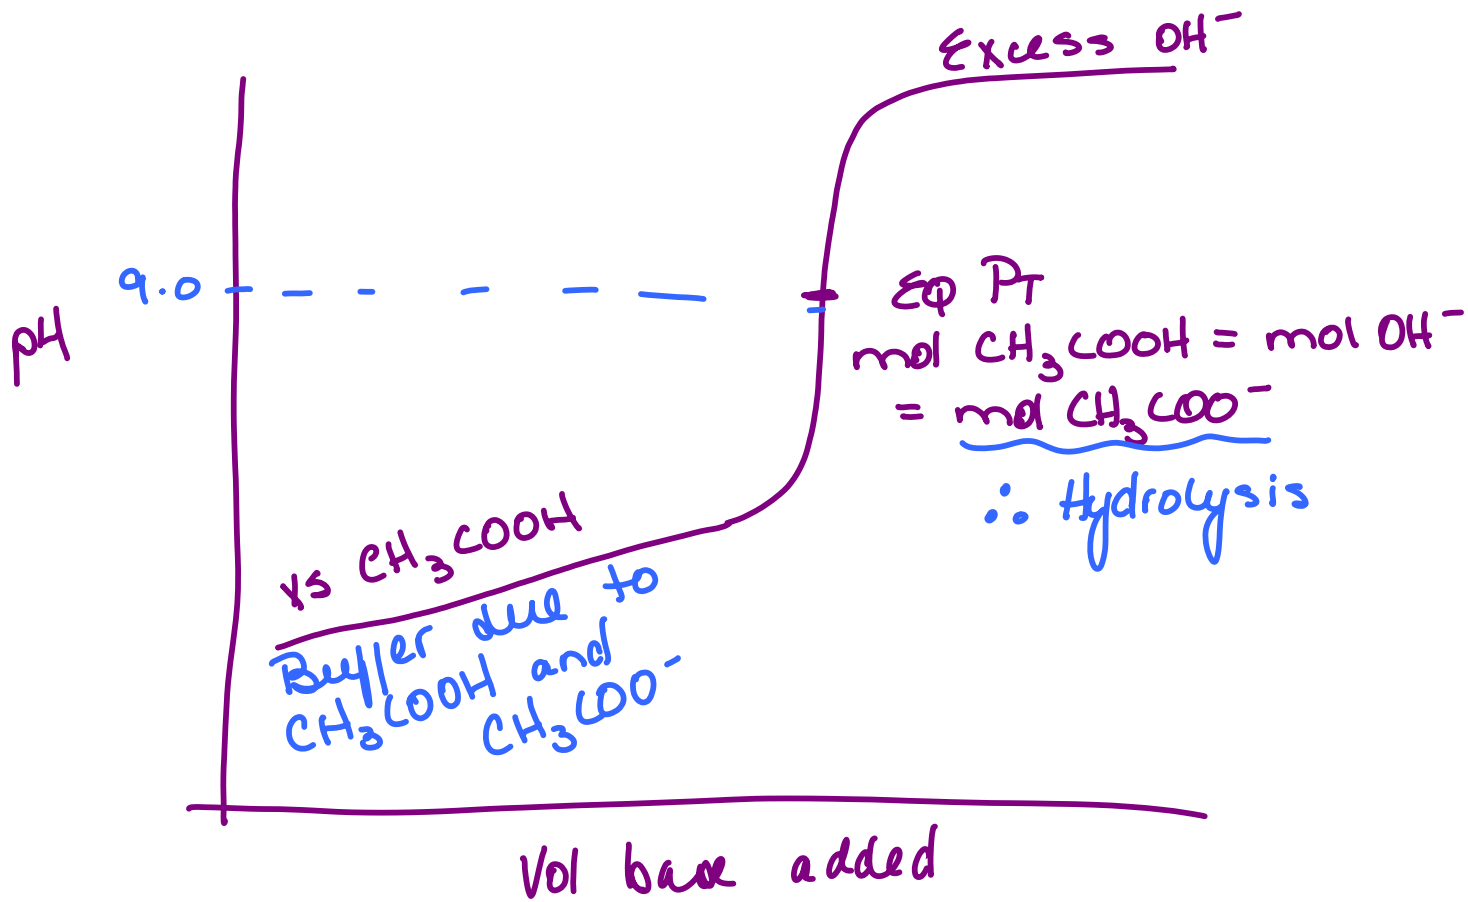 Excess OH⁻
9.0
pH
EQ PT
mol CH₃COOH = mol OH⁻
= mol CH₃COO⁻
∴ Hydrolysis
xs CH₃COOH
Buffer due to
CH₃COOH and
CH₃COO⁻
Vol base added